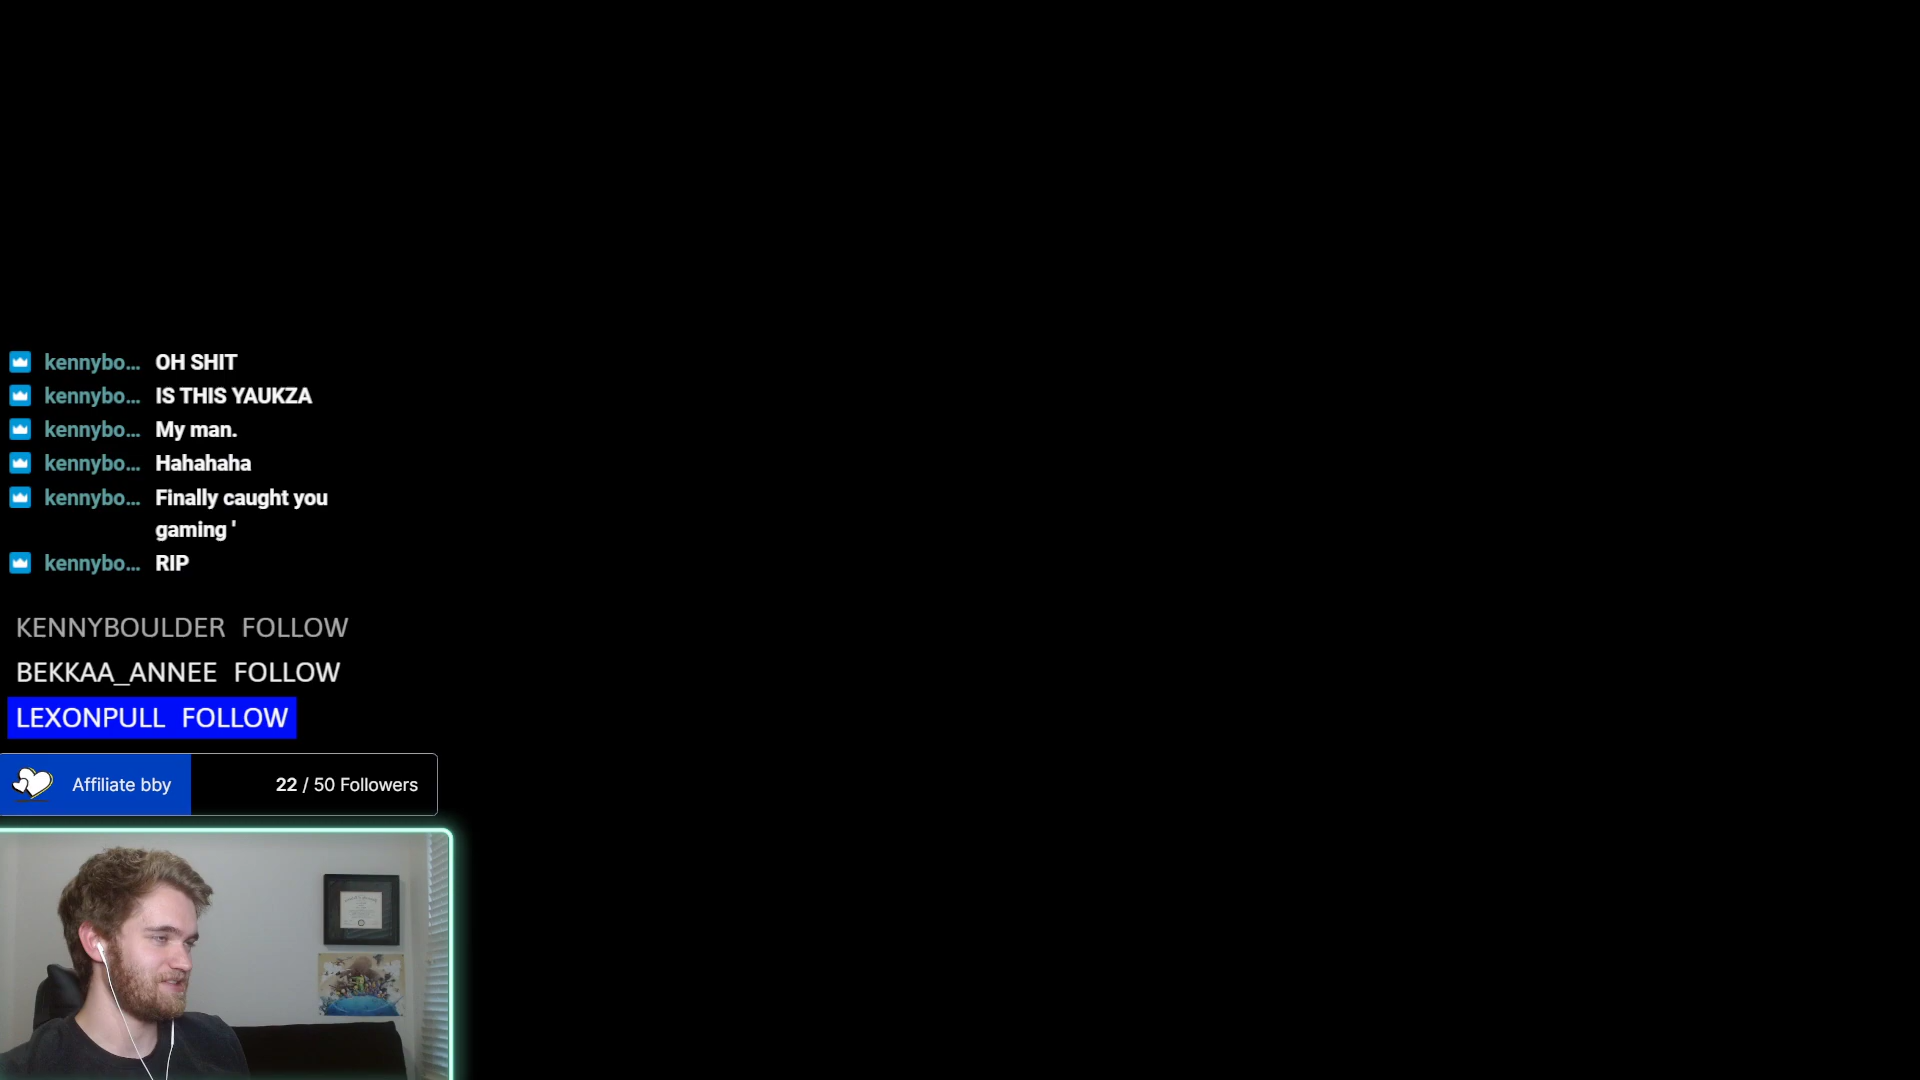 kennybo... OH SHIT
kennybo... IS THIS YAUKZA
kennybo... My man.
kennybo... Hahahaha
kennybo... Finally caught you
gaming '
kennybo... RIP
KENNYBOULDER FOLLOW
BEKKAA_ANNEE FOLLOW
LEXONPULL FOLLOW
Affiliate bby 22 / 50 Followers